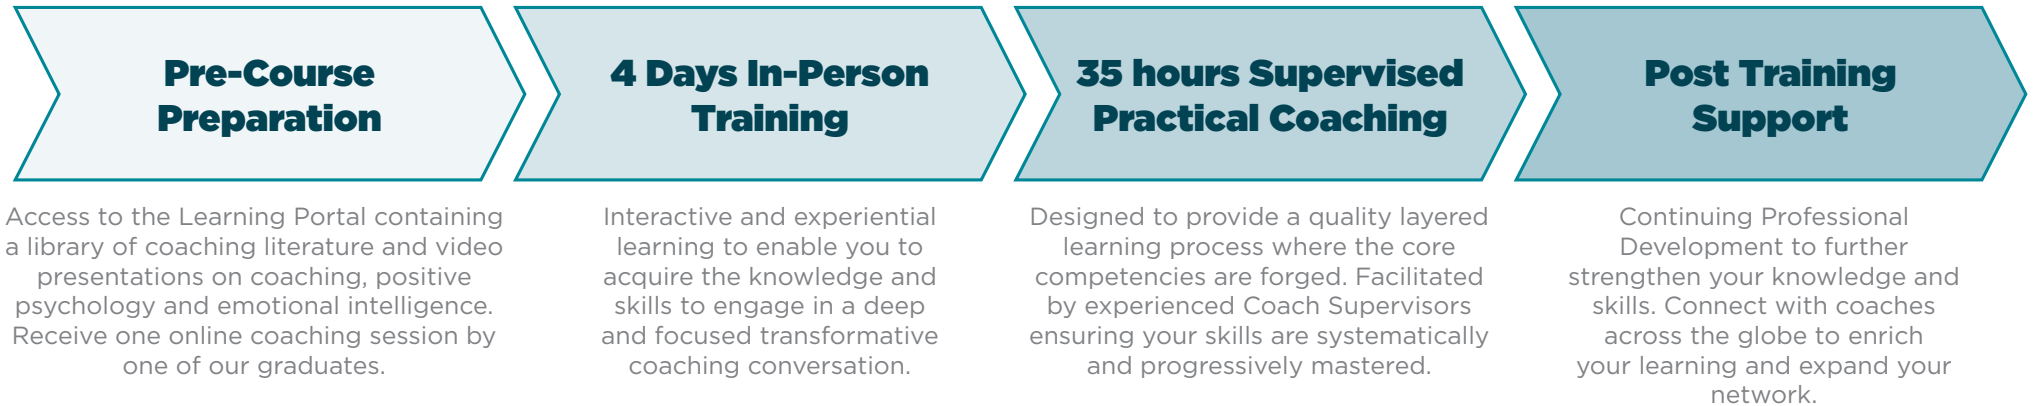 Pre-Course
Preparation
Access to the Learning Portal containing
a library of coaching literature and video
presentations on coaching, positive
psychology and emotional intelligence.
Receive one online coaching session by
one of our graduates.
4 Days In-Person
Training
Interactive and experiential
learning to enable you to
acquire the knowledge and
skills to engage in a deep
and focused transformative
coaching conversation.
35 hours Supervised
Practical Coaching
Designed to provide a quality layered
learning process where the core
competencies are forged. Facilitated
by experienced Coach Supervisors
ensuring your skills are systematically
and progressively mastered.
Post Training
Support
Continuing Professional
Development to further
strengthen your knowledge and
skills. Connect with coaches
across the globe to enrich
your learning and expand your
network.